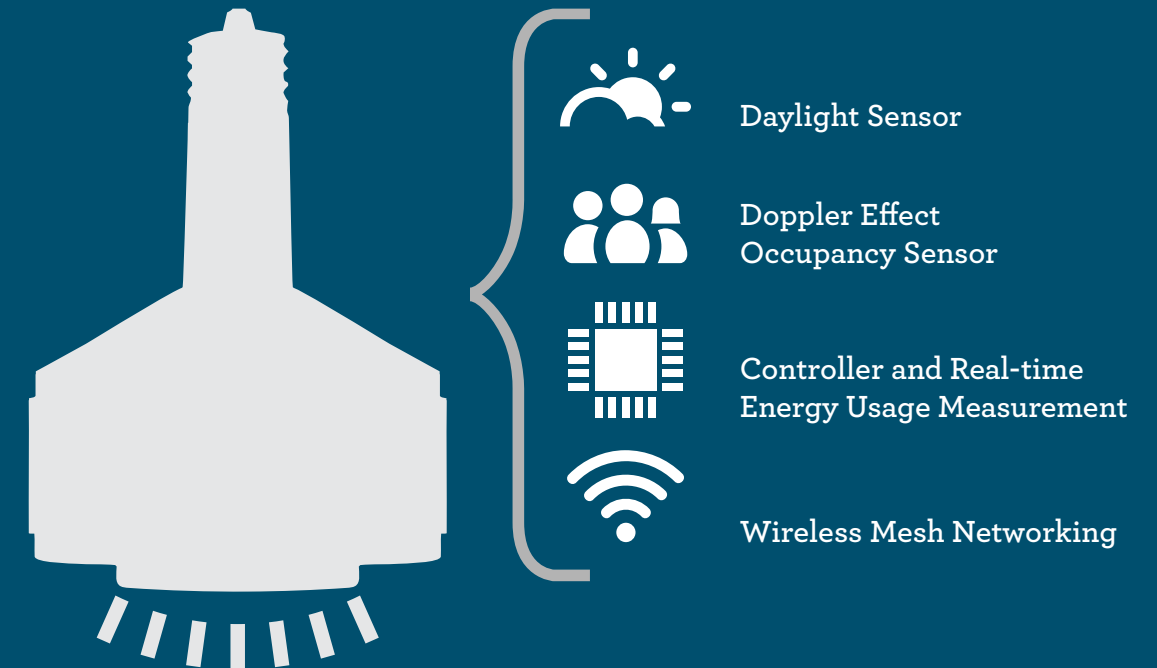 Daylight Sensor
Doppler Effect
Occupancy Sensor
Controller and Real-time
Energy Usage Measurement
Wireless Mesh Networking